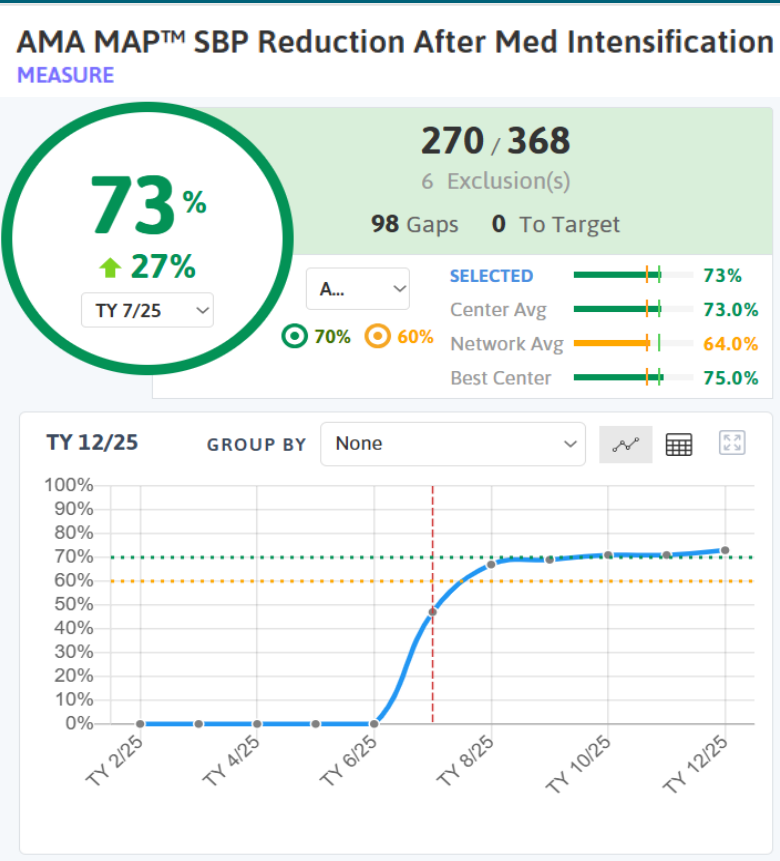 AMA MAP™ SBP Reduction After Med Intensification
MEASURE
73%
27%
TY 7/25
270 / 368
6 Exclusion(s)
98 Gaps 0 To Target
A...
70% 60%
SELECTED 73%
Center Avg 73.0%
Network Avg 64.0%
Best Center 75.0%
TY 12/25 GROUP BY None
100%
90%
80%
70%
60%
50%
40%
30%
20%
10%
0%
TY 2/25 TY 4/25 TY 6/25 TY 8/25 TY 10/25 TY 12/25